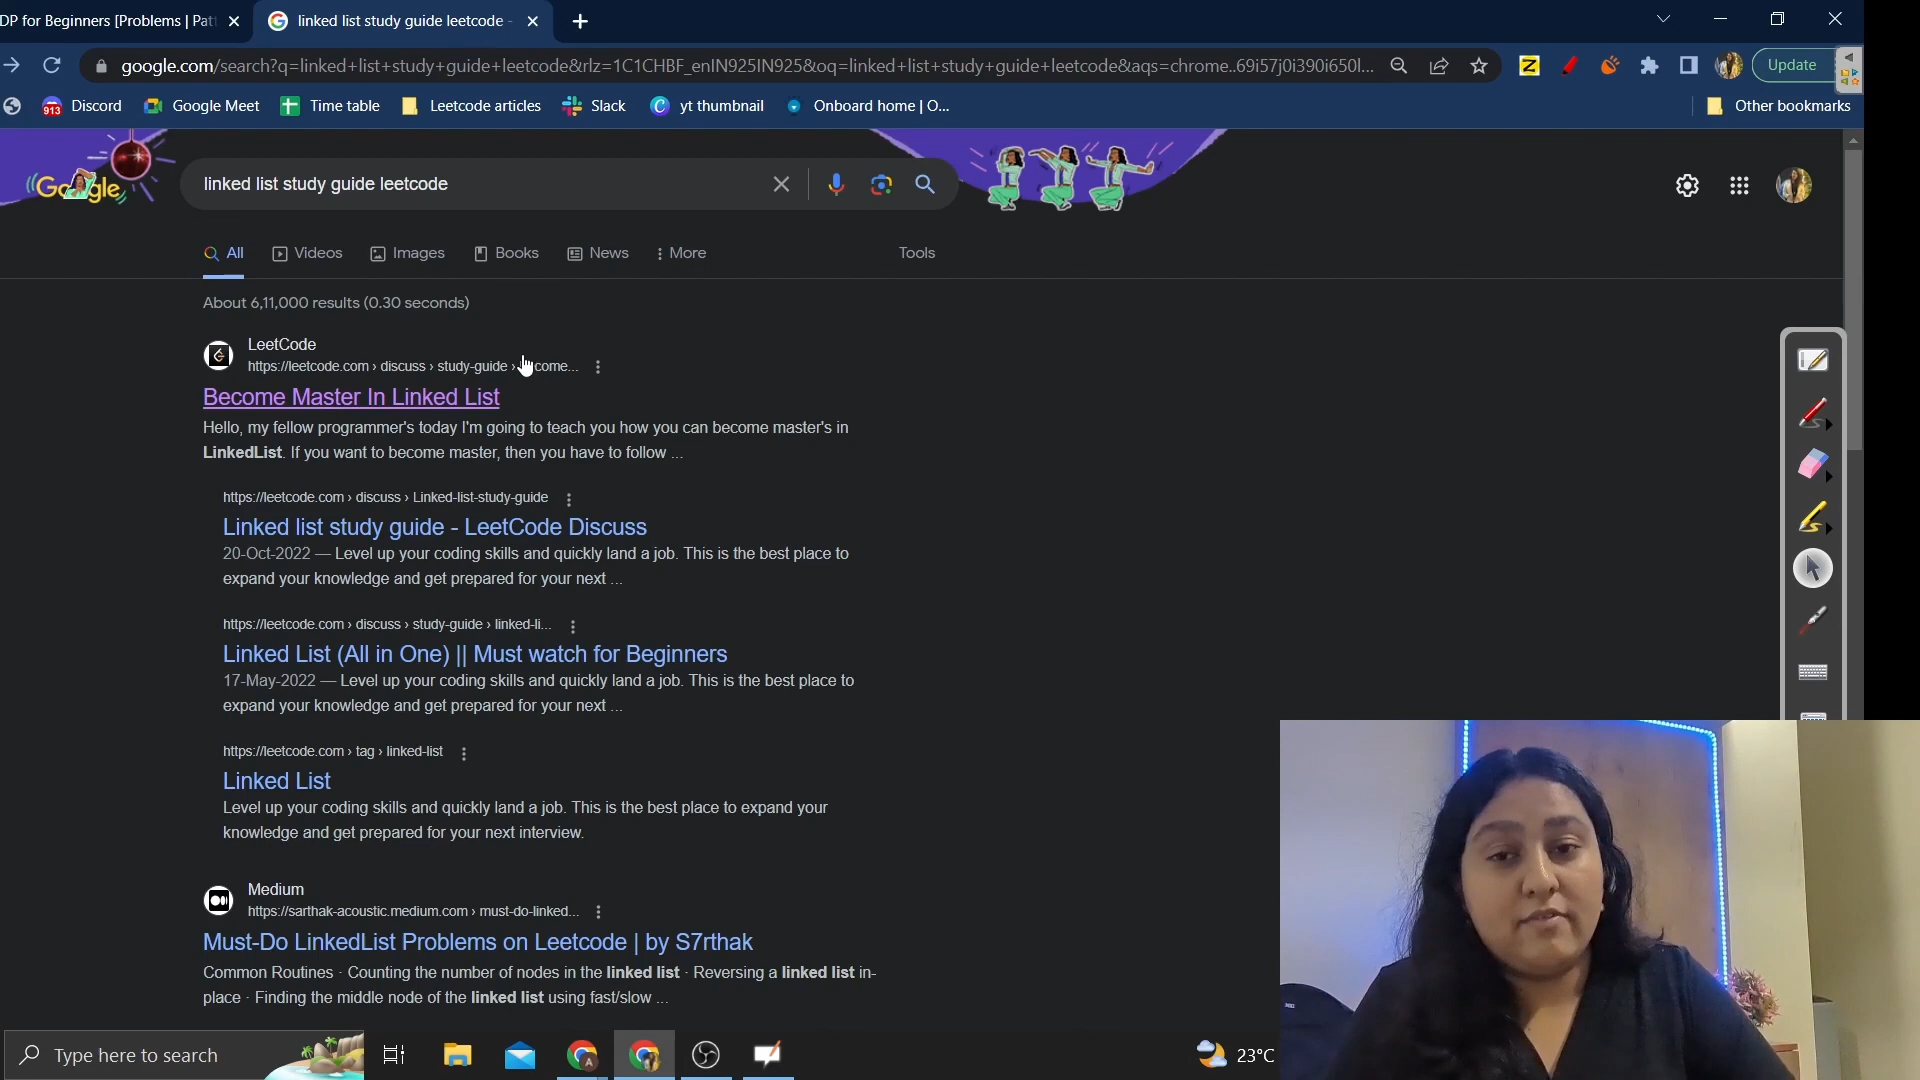 DP for Beginners [Problems | Pat
linked list study guide leetcode -
google.com/search?q=linked+list+study+guide+leetcode&rlz=1C1CHBF_enIN925IN925&oq=linked+list+study+guide+leetcode&aqs=chrome..69i57j0i390i650l...
Update
913 Discord
Google Meet
Time table
Leetcode articles
Slack
yt thumbnail
Onboard home | O...
Other bookmarks
Google
linked list study guide leetcode
All
Videos
Images
Books
News
More
Tools
About 6,11,000 results (0.30 seconds)
LeetCode
https://leetcode.com › discuss › study-guide › come...
Become Master In Linked List
Hello, my fellow programmer's today I'm going to teach you how you can become master's in
LinkedList. If you want to become master, then you have to follow ...
https://leetcode.com › discuss › Linked-list-study-guide
Linked list study guide - LeetCode Discuss
20-Oct-2022 — Level up your coding skills and quickly land a job. This is the best place to
expand your knowledge and get prepared for your next ...
https://leetcode.com › discuss › study-guide › linked-li...
Linked List (All in One) || Must watch for Beginners
17-May-2022 — Level up your coding skills and quickly land a job. This is the best place to
expand your knowledge and get prepared for your next ...
https://leetcode.com › tag › linked-list
Linked List
Level up your coding skills and quickly land a job. This is the best place to expand your
knowledge and get prepared for your next interview.
Medium
https://sarthak-acoustic.medium.com › must-do-linked...
Must-Do LinkedList Problems on Leetcode | by S7rthak
Common Routines · Counting the number of nodes in the linked list · Reversing a linked list in-
place · Finding the middle node of the linked list using fast/slow ...
Type here to search
23°C